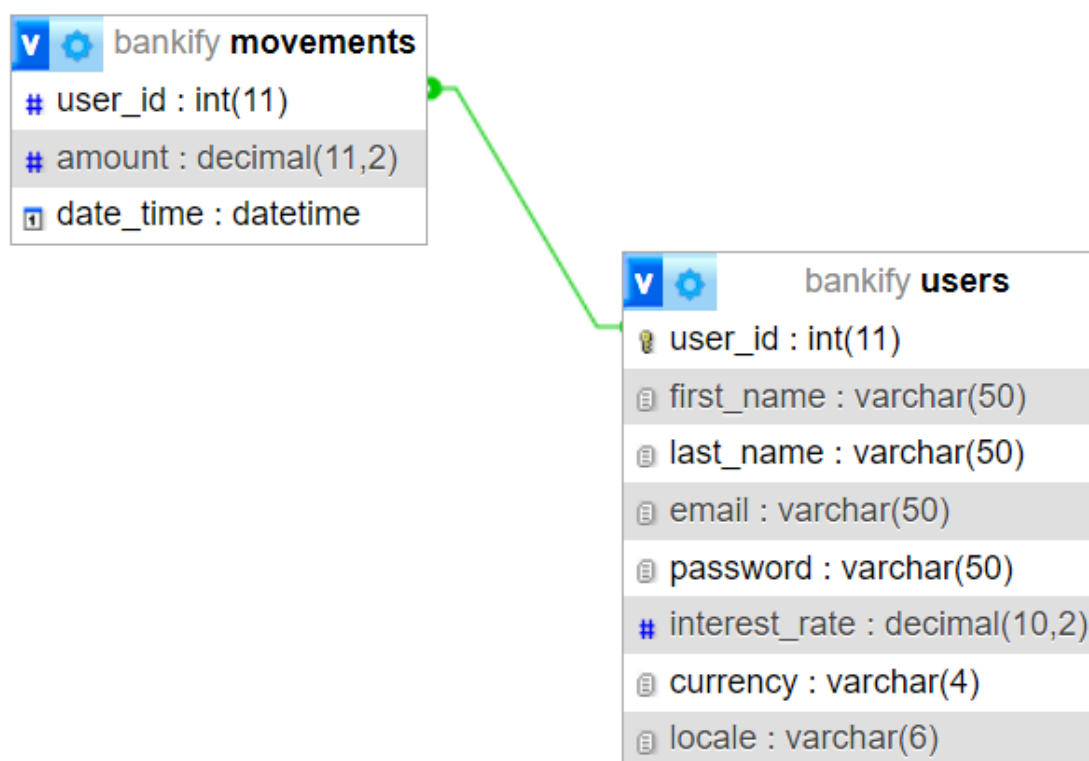 bankify movements
user_id : int(11)
amount : decimal(11,2)
date_time : datetime
bankify users
user_id : int(11)
first_name : varchar(50)
last_name : varchar(50)
email : varchar(50)
password : varchar(50)
interest_rate : decimal(10,2)
currency : varchar(4)
locale : varchar(6)